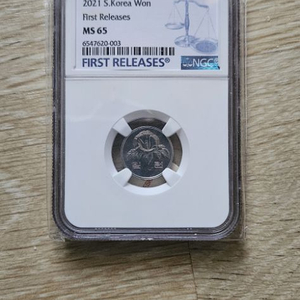 2021 S.Korea Won
First Releases
MS 65
6547620-003
FIRST RELEASES®
NGC